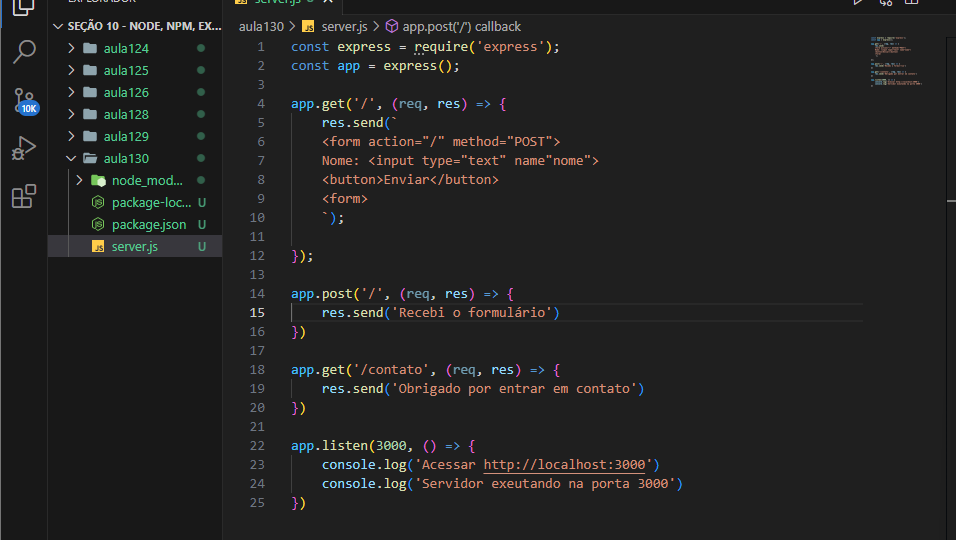 EXPLORADOR
server.js U
SEÇÃO 10 - NODE, NPM, EX...
aula124
aula125
aula126
aula128
aula129
aula130
node_mod...
package-loc... U
package.json U
server.js U
10K
aula130 > JS server.js > app.post('/') callback
1 const express = require('express');
2 const app = express();
3
4 app.get('/', (req, res) => {
5 res.send(`
6 <form action="/" method="POST">
7 Nome: <input type="text" name"nome">
8 <button>Enviar</button>
9 <form>
10 `);
11
12 });
13
14 app.post('/', (req, res) => {
15 res.send('Recebi o formulário')
16 })
17
18 app.get('/contato', (req, res) => {
19 res.send('Obrigado por entrar em contato')
20 })
21
22 app.listen(3000, () => {
23 console.log('Acessar http://localhost:3000')
24 console.log('Servidor exeutando na porta 3000')
25 })